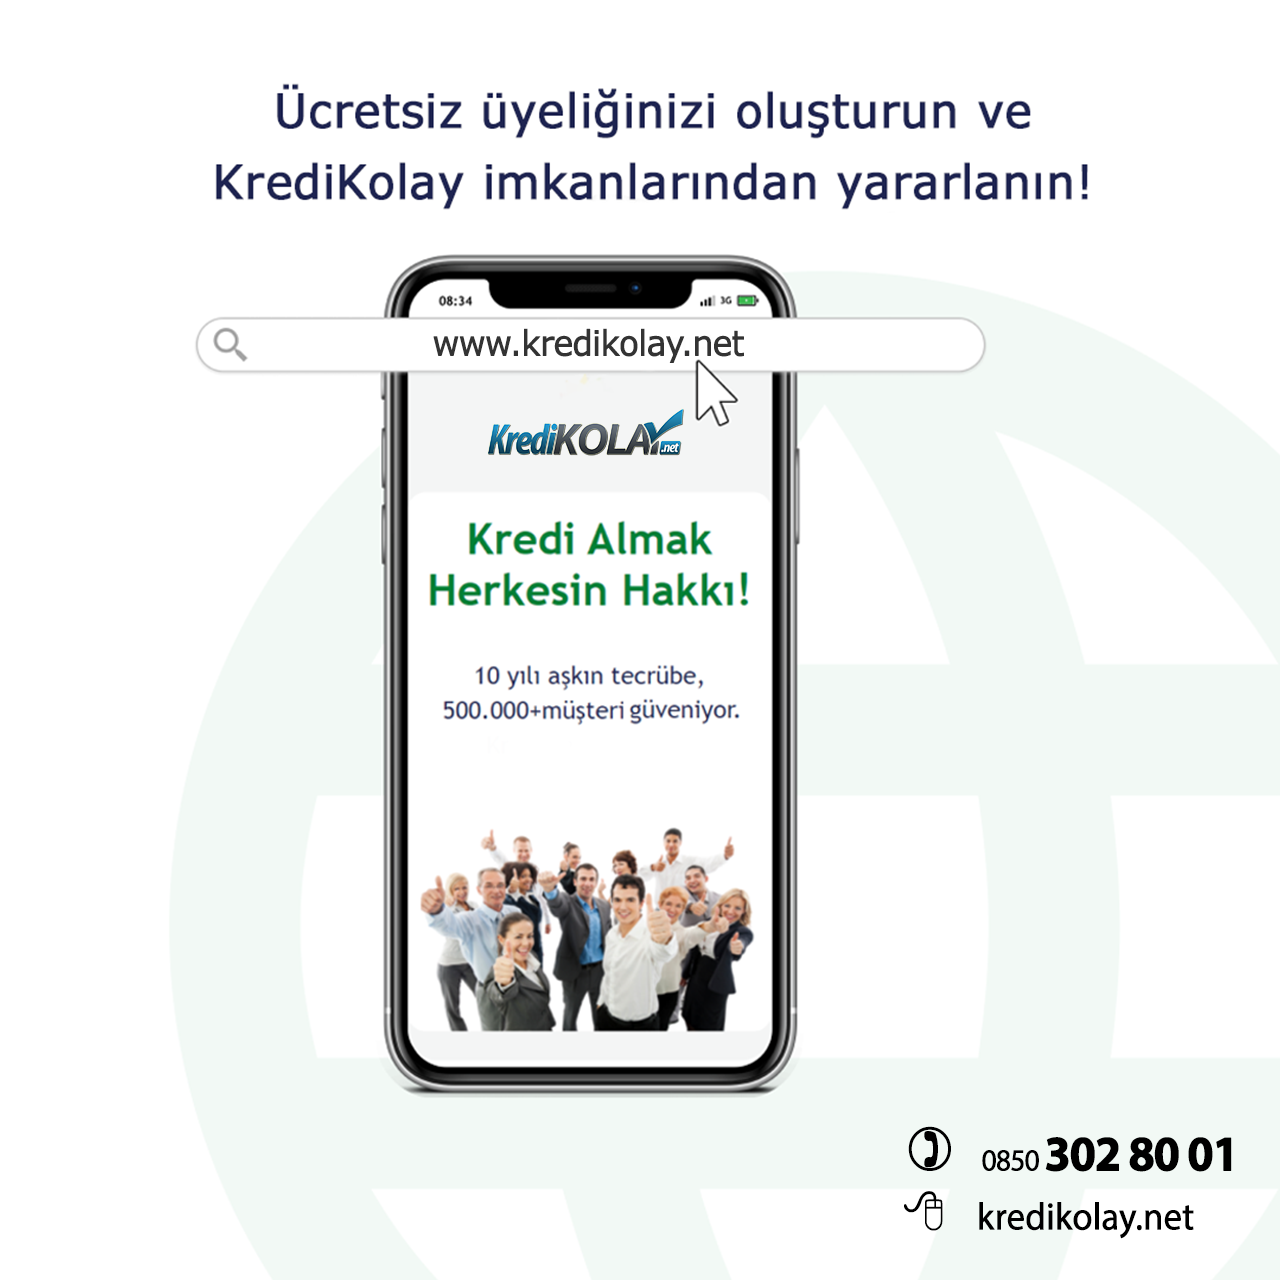 Ücretsiz üyeliğinizi oluşturun ve
KrediKolay imkanlarından yararlanın!
08:34
3G
www.kredikolay.net
KrediKOLAY.net
Kredi Almak
Herkesin Hakkı!
10 yılı aşkın tecrübe,
500.000+müşteri güveniyor.
0850 302 80 01
kredikolay.net